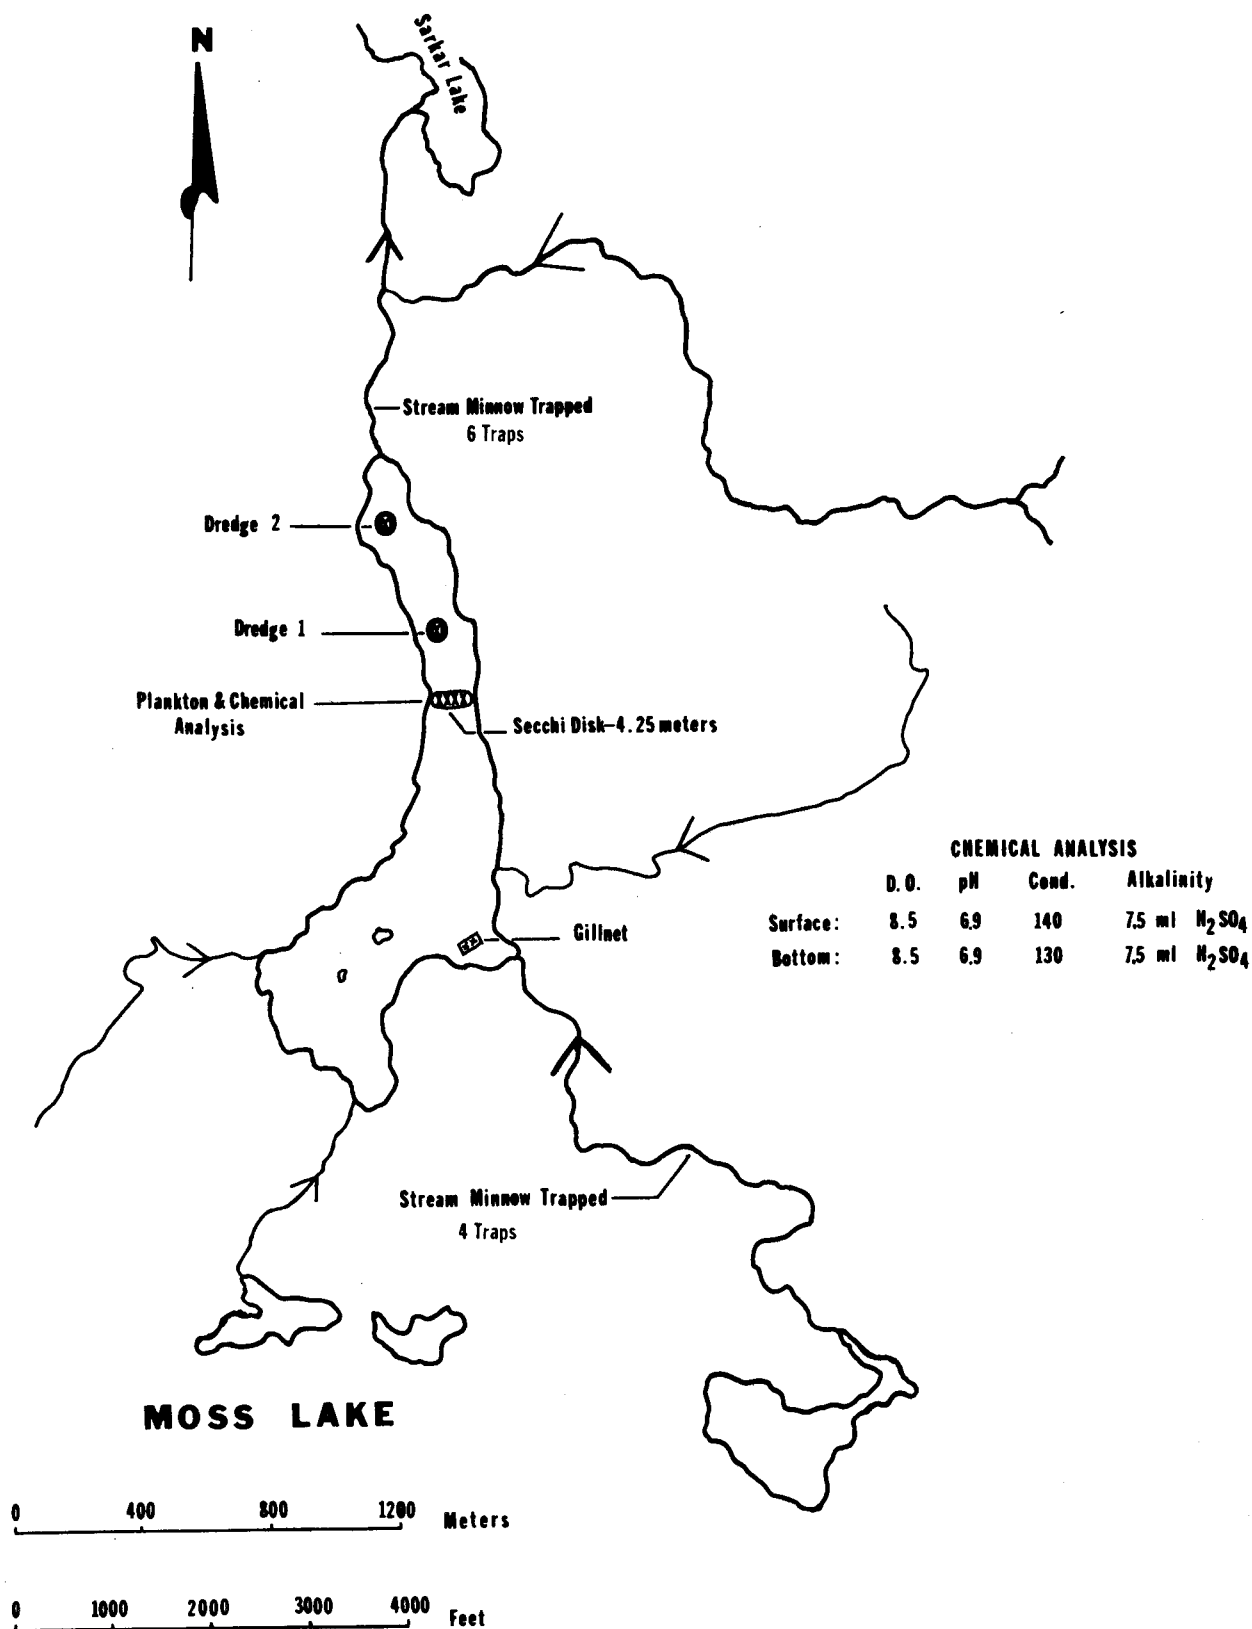 N
Sarkar Lake
Stream Minnow Trapped
6 Traps
Dredge 2
Dredge 1
Plankton & Chemical
Analysis
Secchi Disk-4.25 meters
CHEMICAL ANALYSIS
D.O. pH Cond. Alkalinity
Surface: 8.5 6.9 140 7.5 ml H₂SO₄
Bottom: 8.5 6.9 130 7.5 ml H₂SO₄
Gillnet
Stream Minnow Trapped
4 Traps
MOSS LAKE
0 400 800 1200 Meters
0 1000 2000 3000 4000 Feet